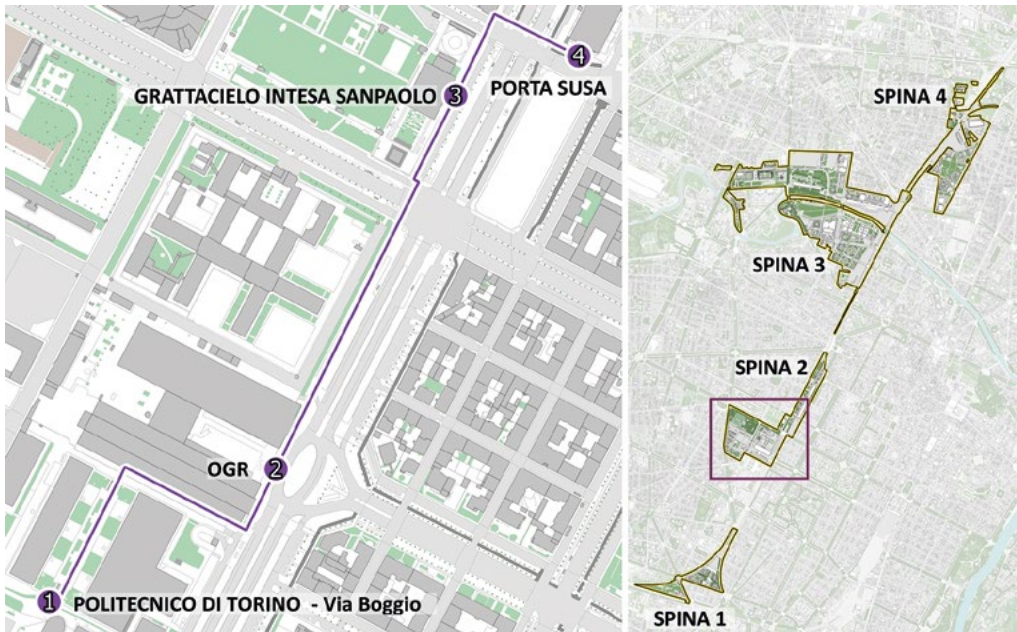 4
GRATTACIELO INTESA SANPAOLO 3
PORTA SUSA
OGR 2
1 POLITECNICO DI TORINO - Via Boggio
SPINA 4
SPINA 3
SPINA 2
SPINA 1